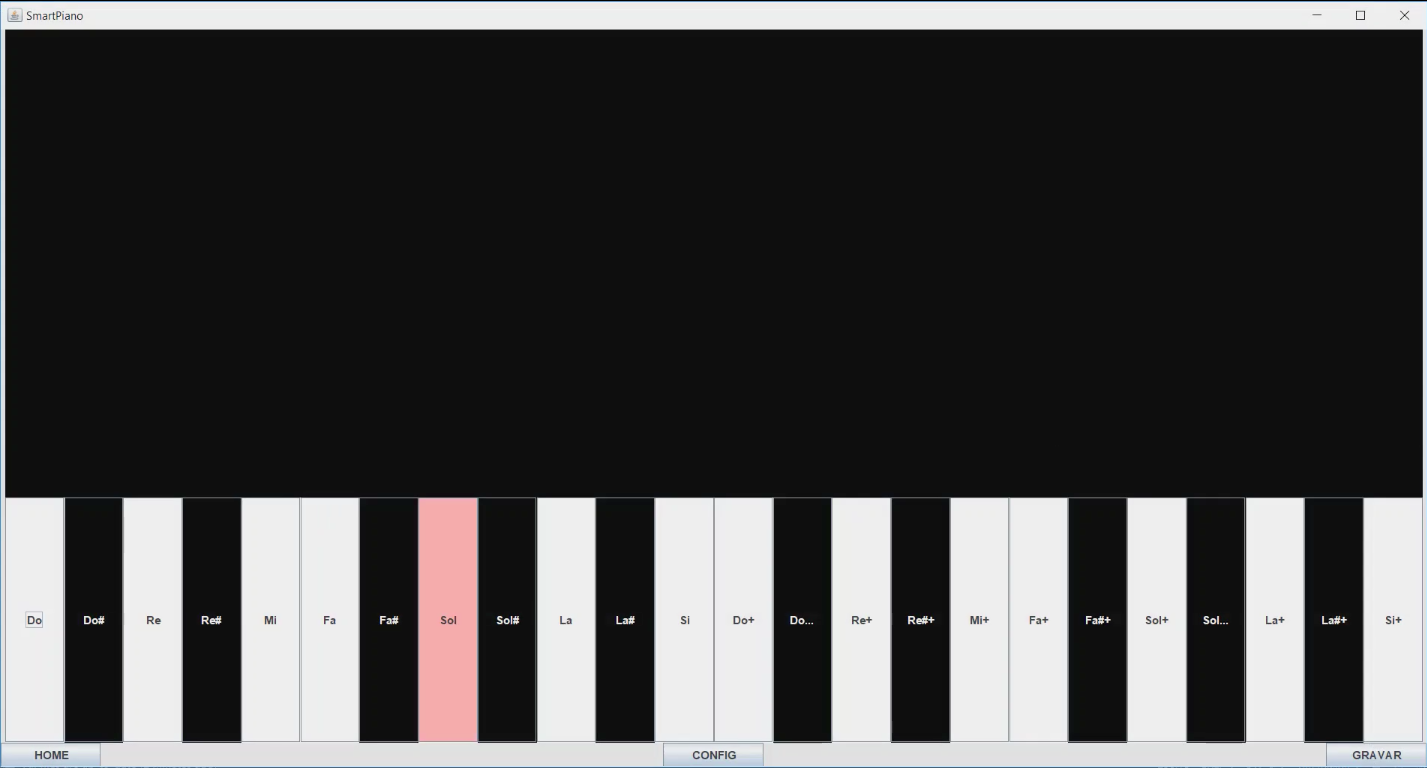 SmartPiano
Do Do# Re Re# Mi Fa Fa# Sol Sol# La La# Si Do+ Do... Re+ Re#+ Mi+ Fa+ Fa#+ Sol+ Sol... La+ La#+ Si+
HOME CONFIG GRAVAR